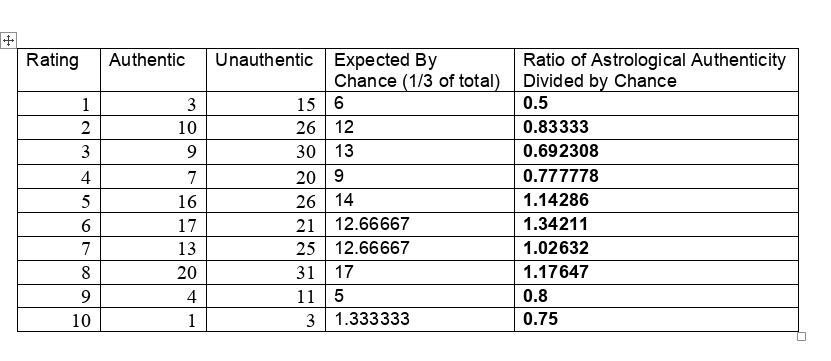 Rating Authentic Unauthentic Expected By Chance (1/3 of total) Ratio of Astrological Authenticity Divided by Chance
1 3 15 6 0.5
2 10 26 12 0.83333
3 9 30 13 0.692308
4 7 20 9 0.777778
5 16 26 14 1.14286
6 17 21 12.66667 1.34211
7 13 25 12.66667 1.02632
8 20 31 17 1.17647
9 4 11 5 0.8
10 1 3 1.333333 0.75